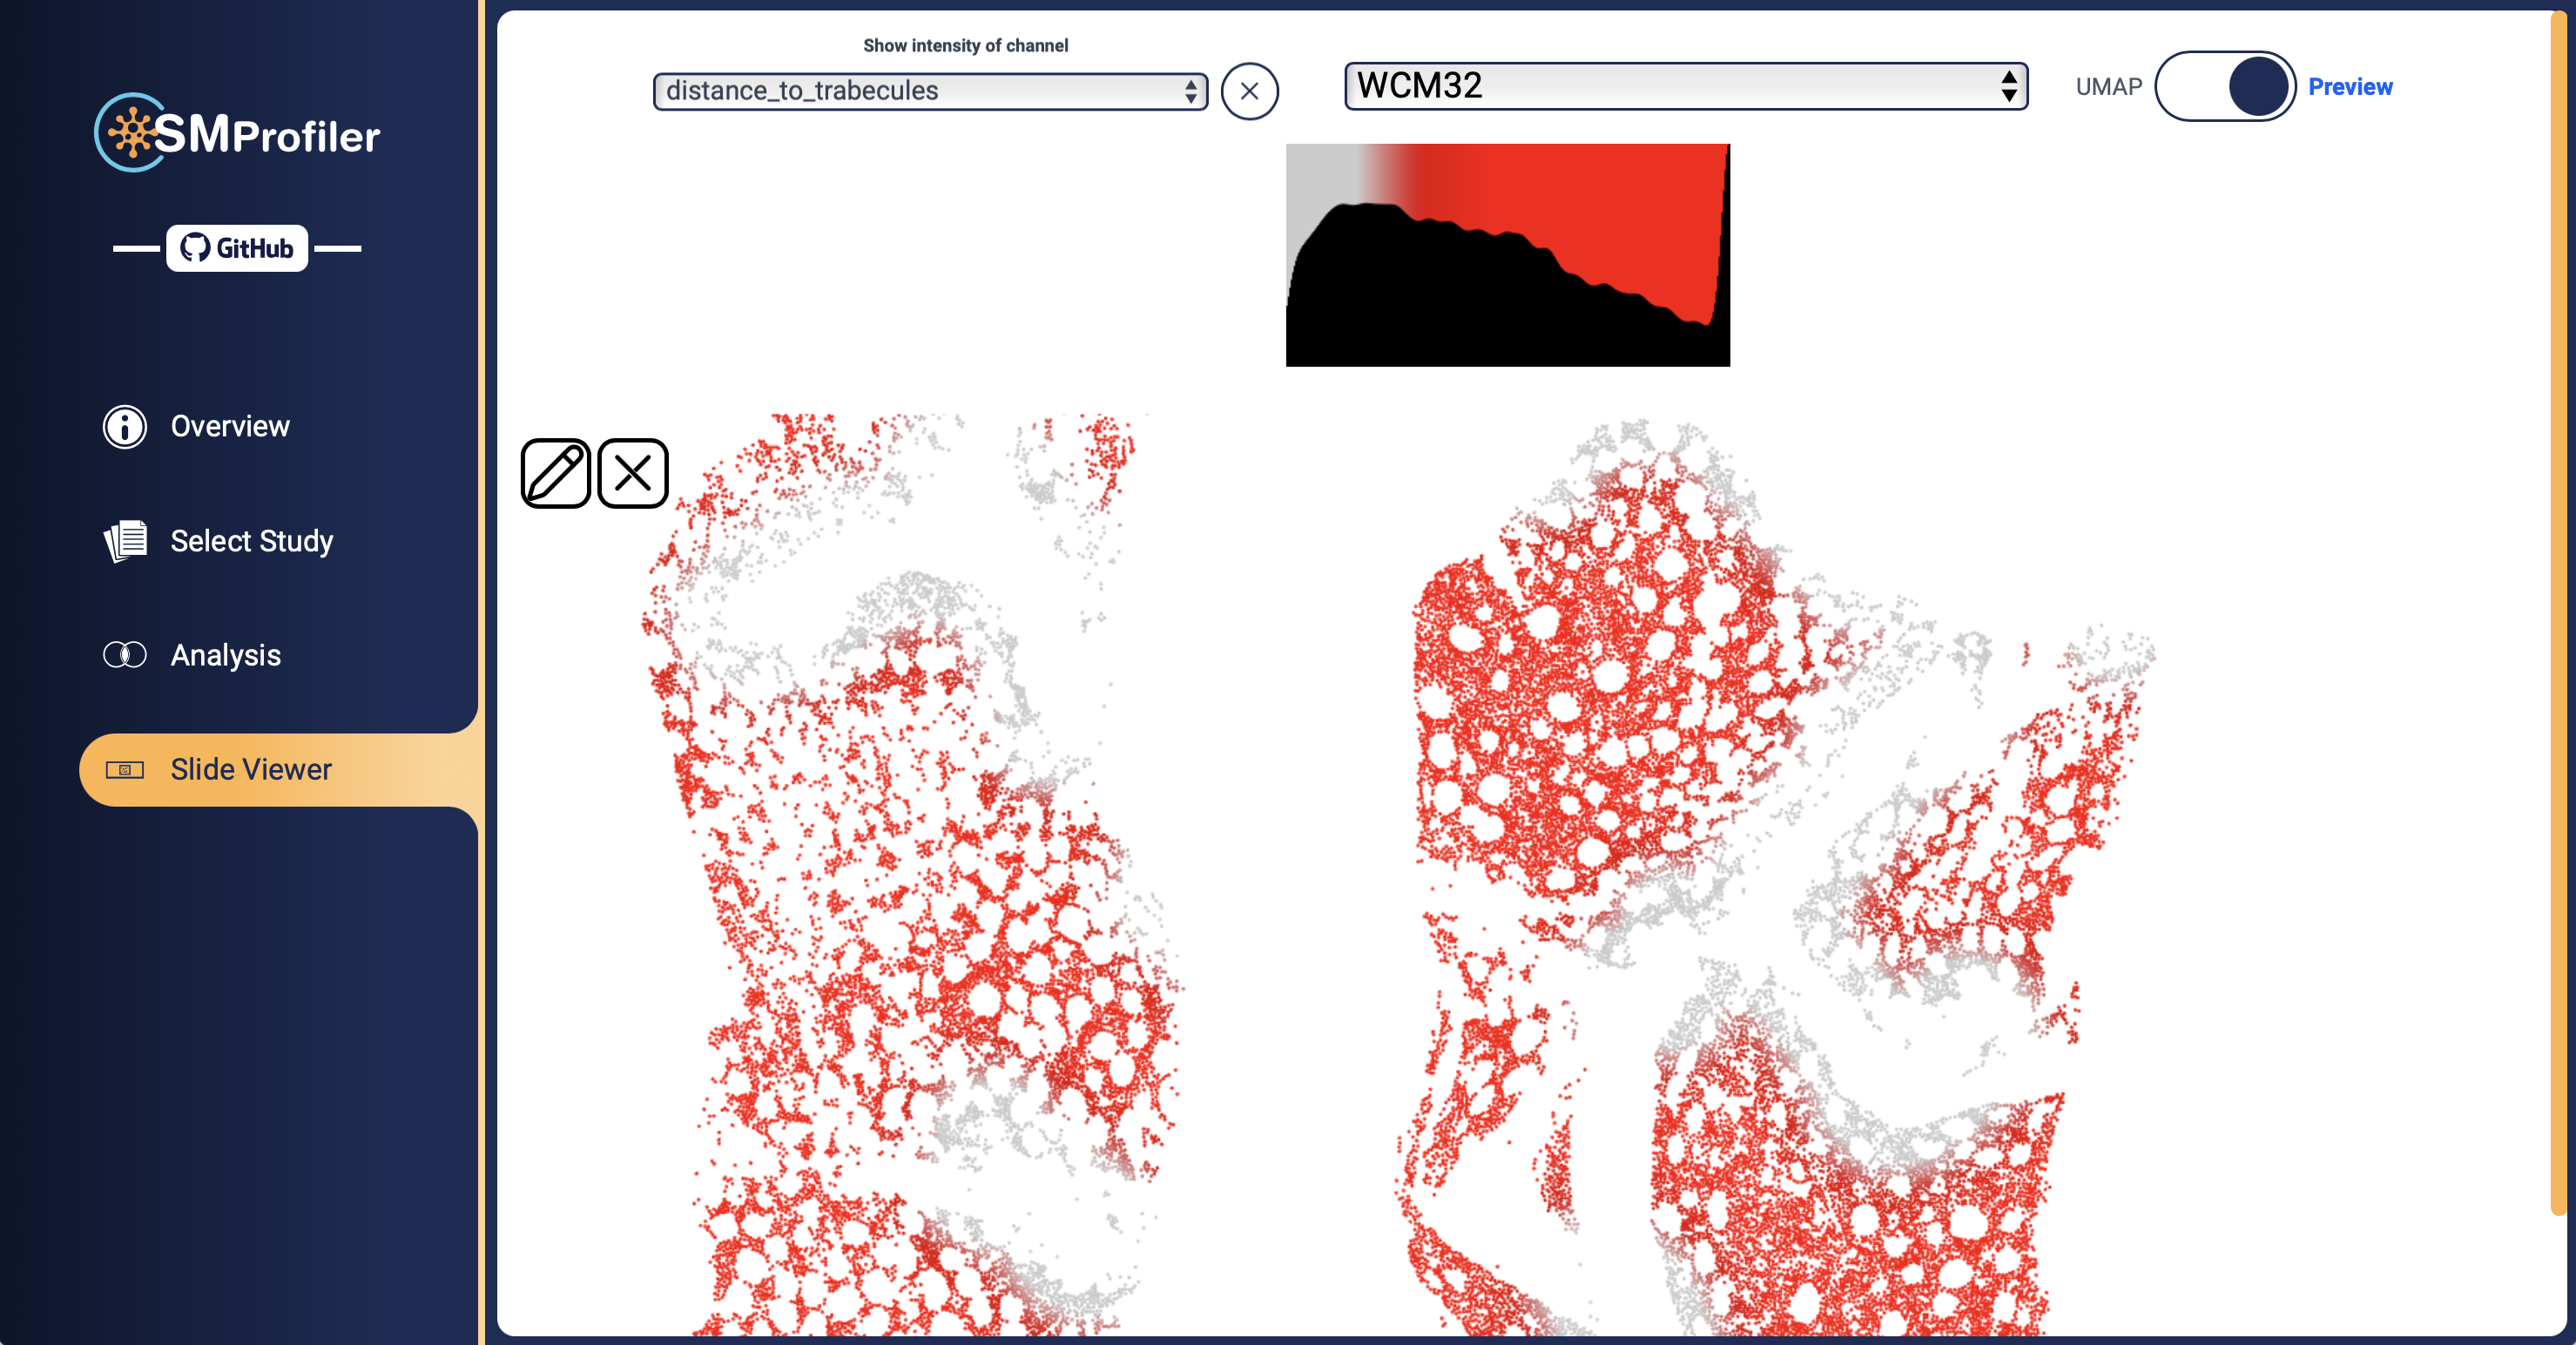 SMProfiler
GitHub
Overview
Select Study
Analysis
Slide Viewer
Show intensity of channel
distance_to_trabecules
WCM32
UMAP
Preview